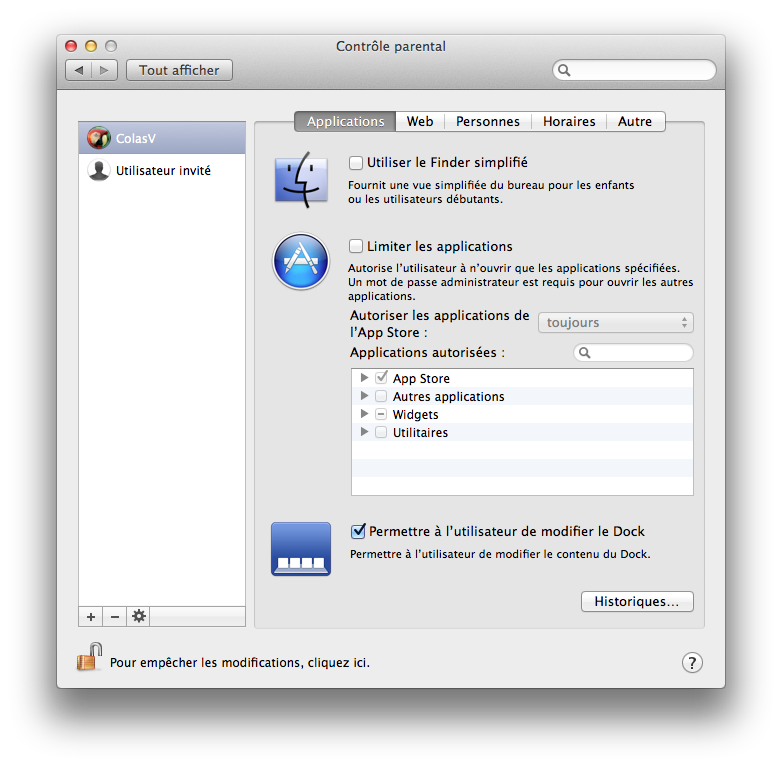 Contrôle parental
Tout afficher
Applications
Web
Personnes
Horaires
Autre
ColasV
Utilisateur invité
Utiliser le Finder simplifié
Fournit une vue simplifiée du bureau pour les enfants
ou les utilisateurs débutants.
Limiter les applications
Autorise l'utilisateur à n'ouvrir que les applications spécifiées.
Un mot de passe administrateur est requis pour ouvrir les autres
applications.
Autoriser les applications de
l'App Store :
toujours
Applications autorisées :
App Store
Autres applications
Widgets
Utilitaires
Permettre à l'utilisateur de modifier le Dock
Permettre à l'utilisateur de modifier le contenu du Dock.
Historiques...
Pour empêcher les modifications, cliquez ici.
?